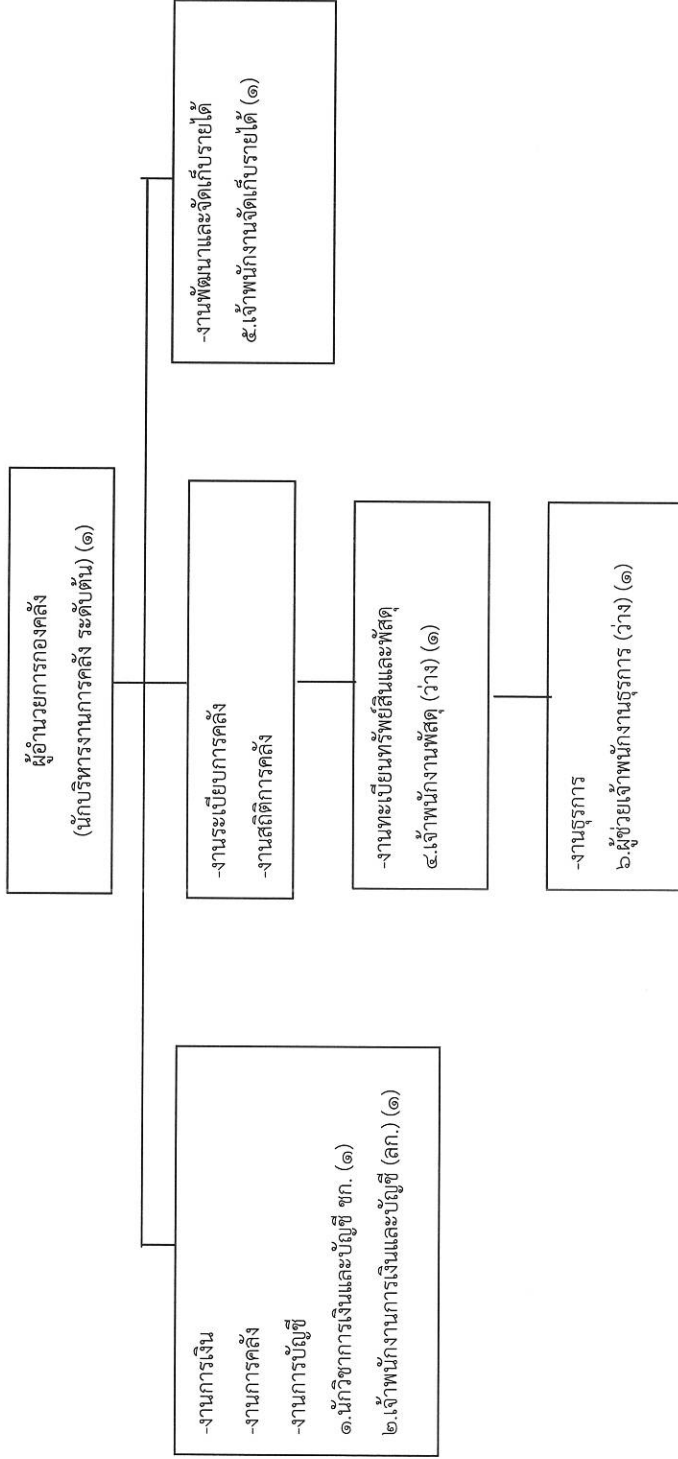 ผู้อำนวยการกองคลัง
(นักบริหารงานการคลัง ระดับต้น) (๑)
-งานการเงิน
-งานการคลัง
-งานการบัญชี
๑.นักวิชาการเงินและบัญชี ชก. (๑)
๒.เจ้าพนักงานการเงินและบัญชี (ลก.) (๑)
-งานระเบียบการคลัง
-งานสถิติการคลัง
-งานทะเบียนทรัพย์สินและพัสดุ
๔.เจ้าพนักงานพัสดุ (ว่าง) (๑)
-งานธุรการ
๖.ผู้ช่วยเจ้าพนักงานธุรการ (ว่าง) (๑)
-งานพัฒนาและจัดเก็บรายได้
๕.เจ้าพนักงานจัดเก็บรายได้ (๑)